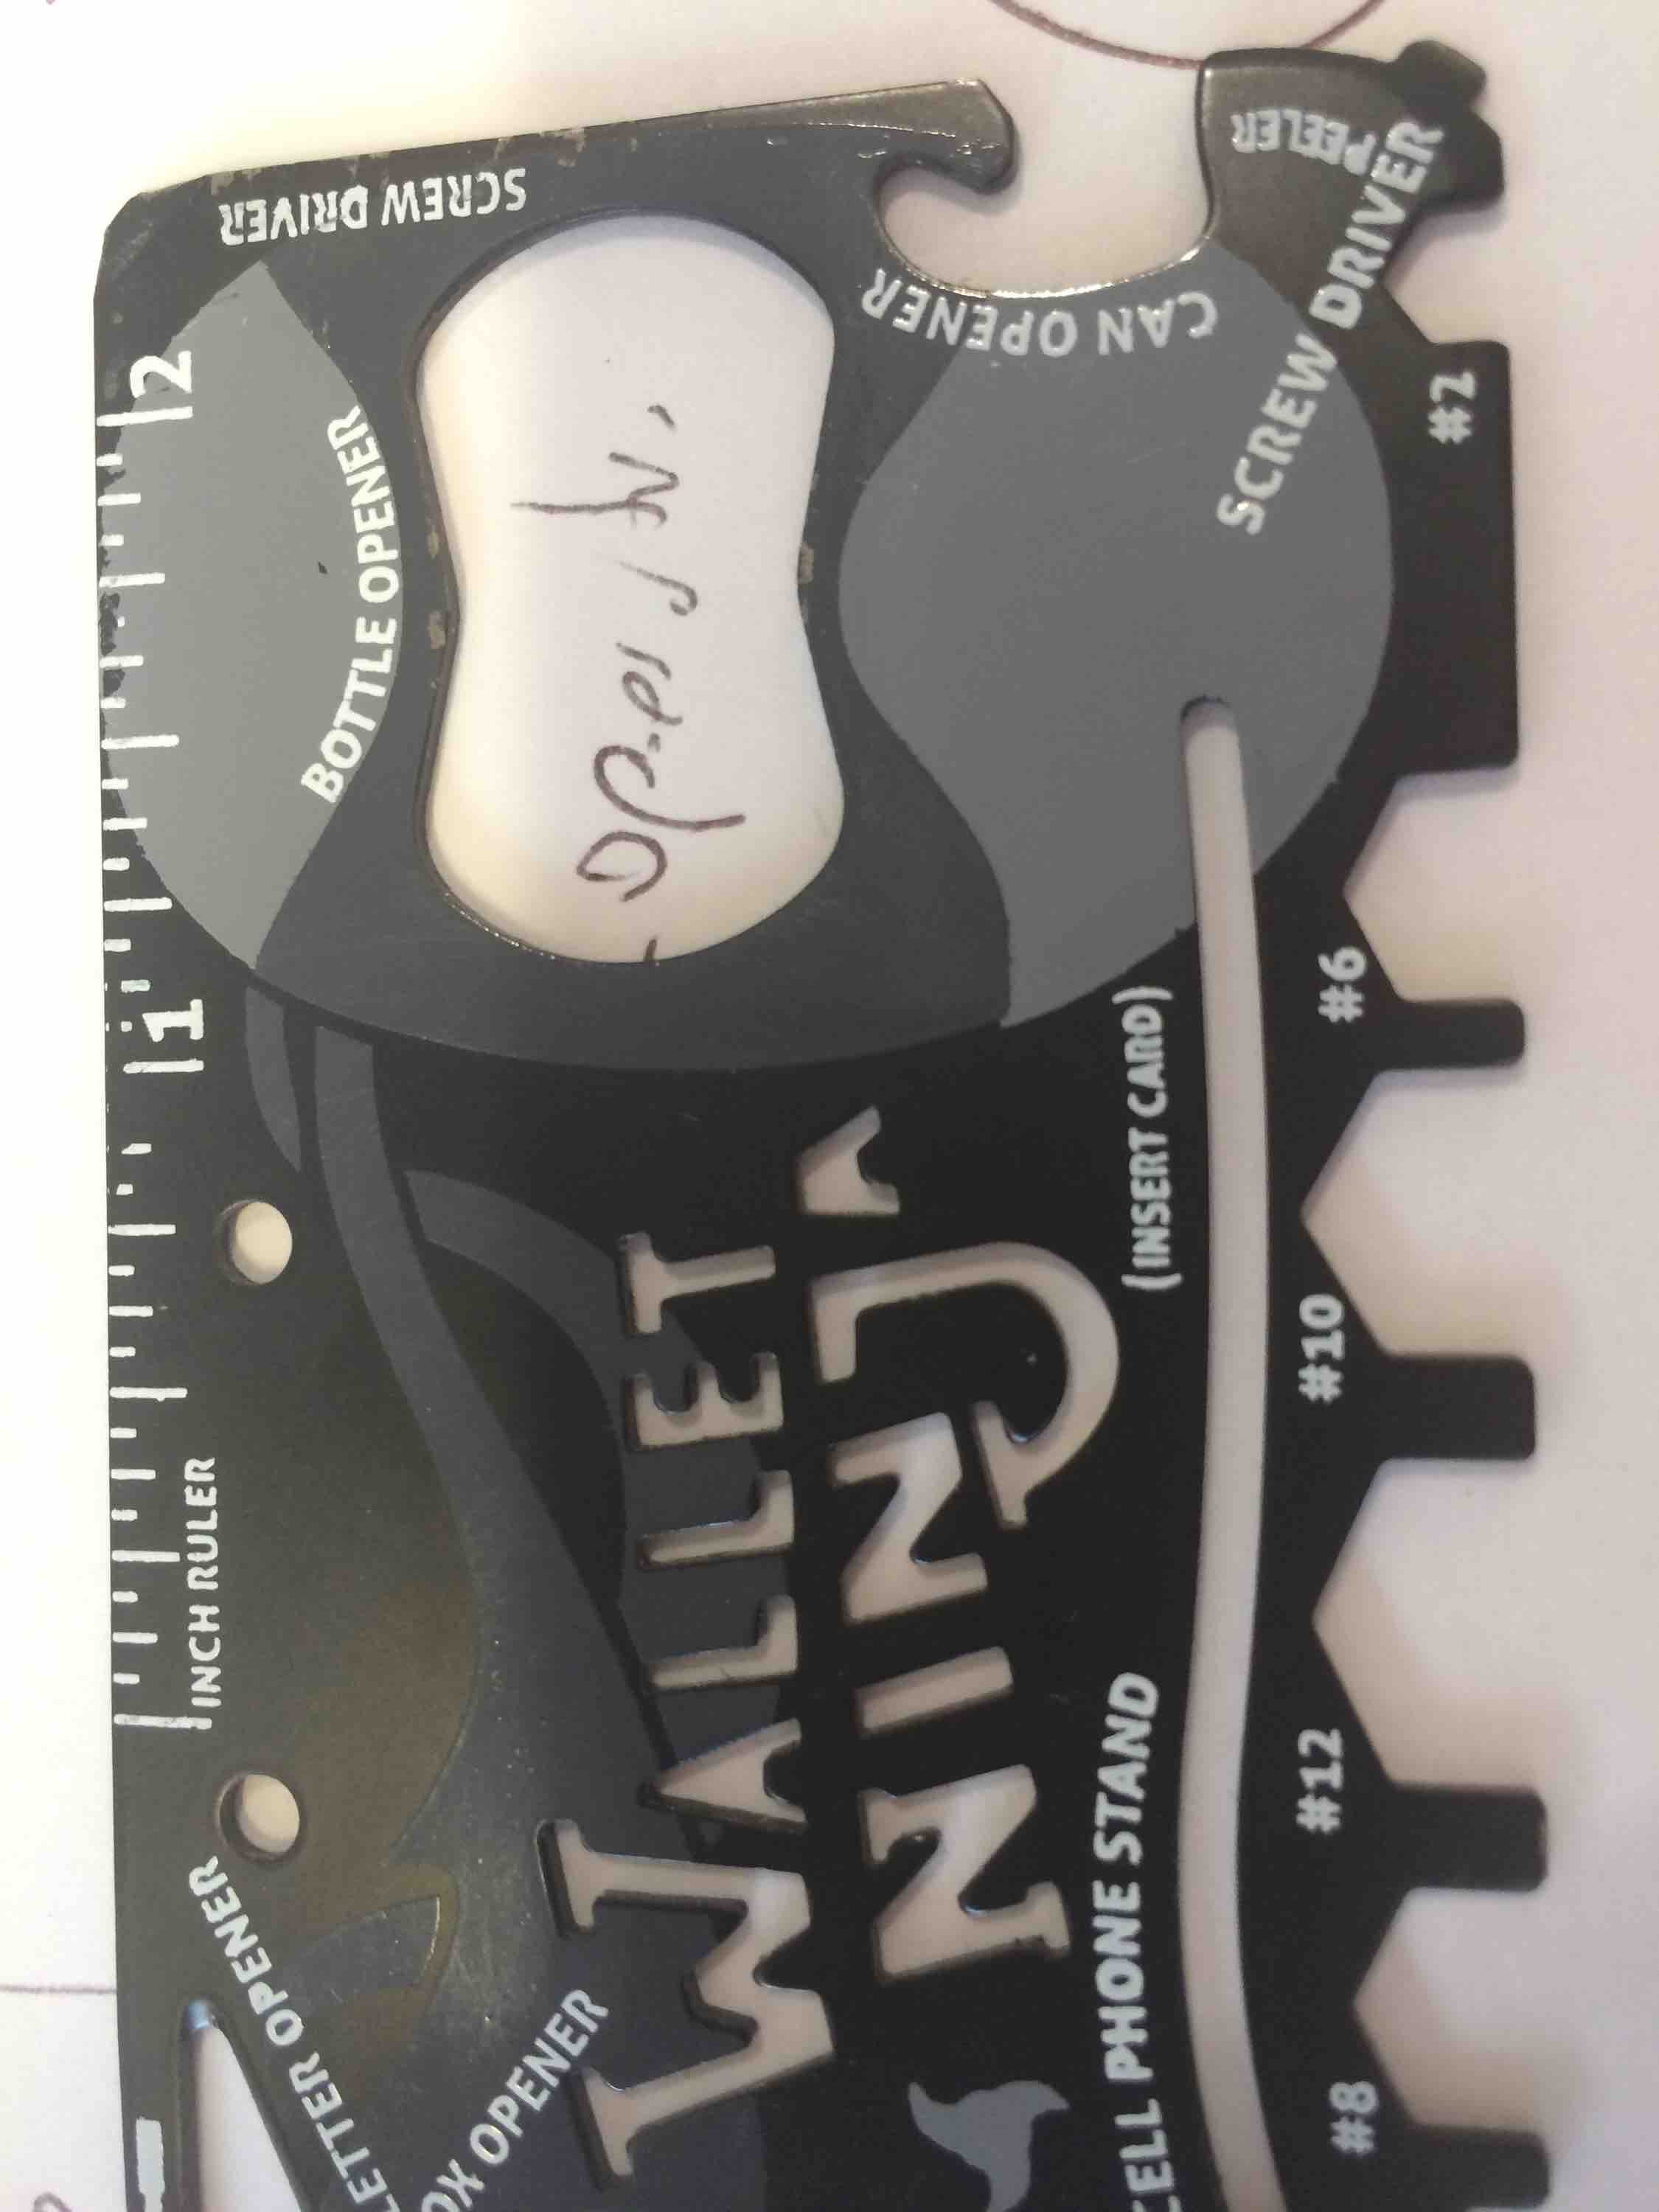 SCREW DRIVER
PEELER
CAN OPENER
SCREW DRIVER
2
BOTTLE OPENER
#2
1
#6
(INSERT CARD)
INCH RULER
#10
WALLET
NINJA
#12
CELL PHONE STAND
LETTER OPENER
OX OPENER
#8